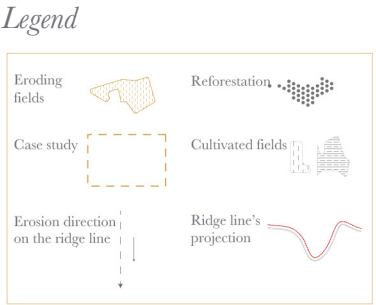 Legend
Eroding
fields
Reforestation
Case study
Cultivated fields
Erosion direction
on the ridge line
Ridge line's
projection